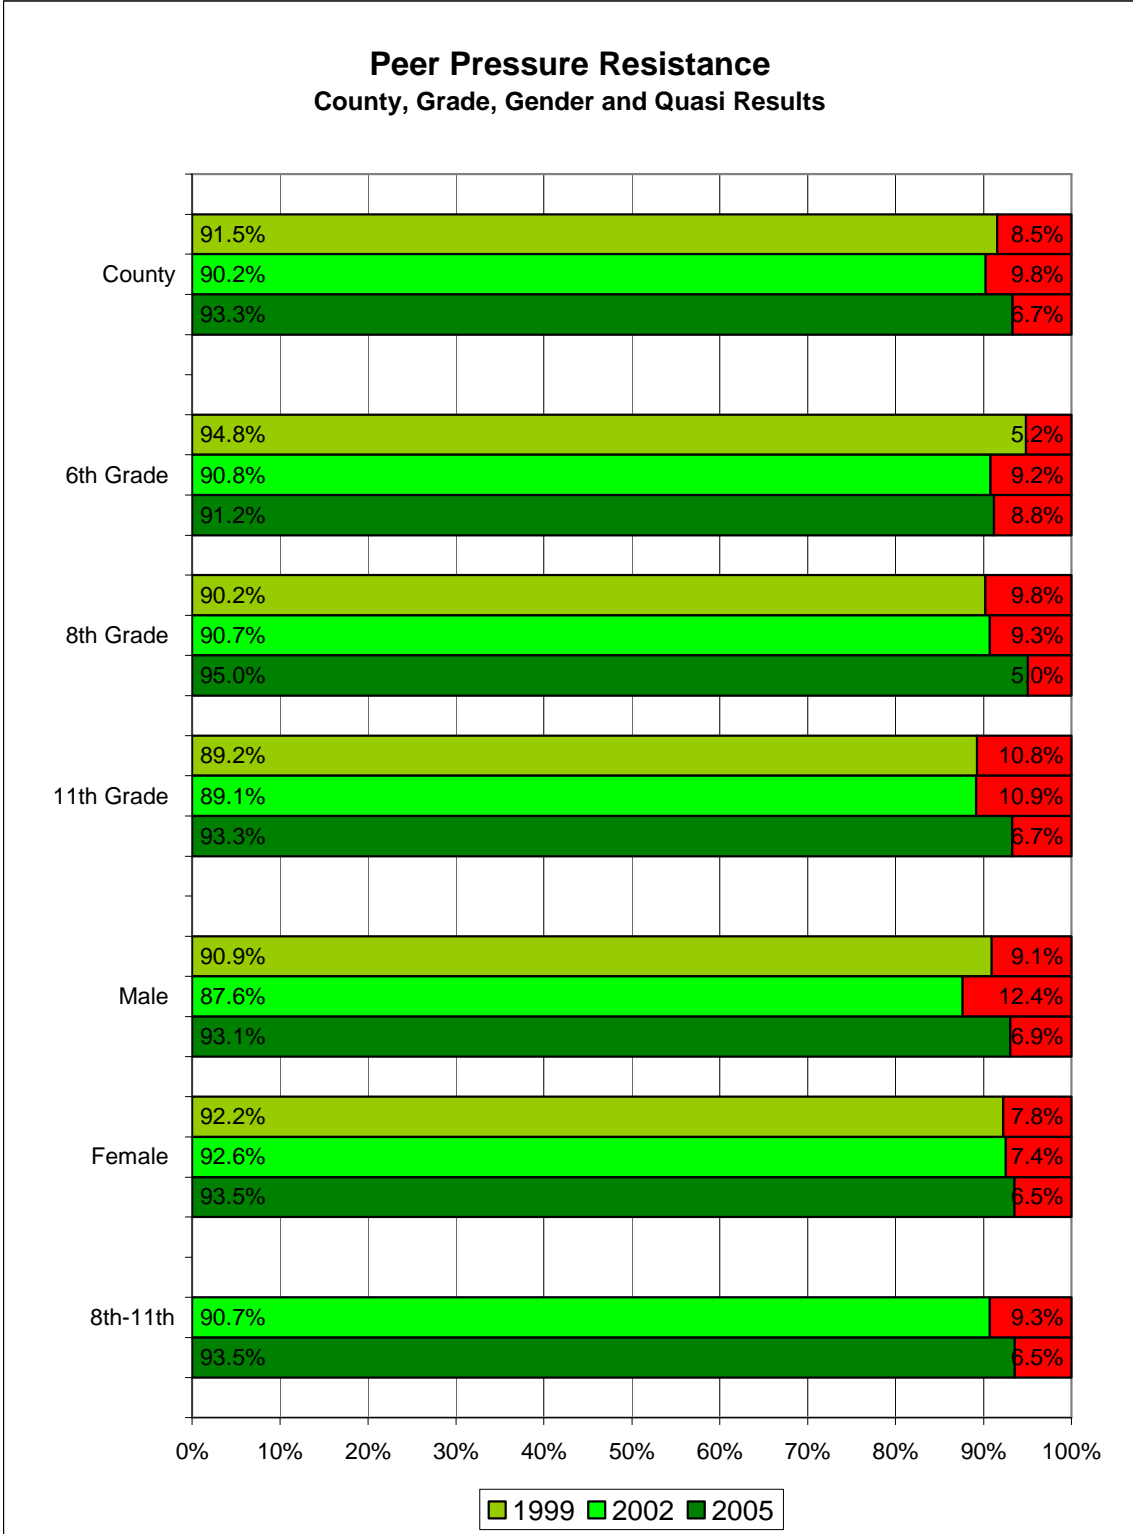 Peer Pressure Resistance
County, Grade, Gender and Quasi Results
91.5% 8.5%
County 90.2% 9.8%
93.3% 6.7%
94.8% 5.2%
6th Grade 90.8% 9.2%
91.2% 8.8%
90.2% 9.8%
8th Grade 90.7% 9.3%
95.0% 5.0%
89.2% 10.8%
11th Grade 89.1% 10.9%
93.3% 6.7%
90.9% 9.1%
Male 87.6% 12.4%
93.1% 6.9%
92.2% 7.8%
Female 92.6% 7.4%
93.5% 6.5%
8th-11th 90.7% 9.3%
93.5% 6.5%
0% 10% 20% 30% 40% 50% 60% 70% 80% 90% 100%
1999 2002 2005